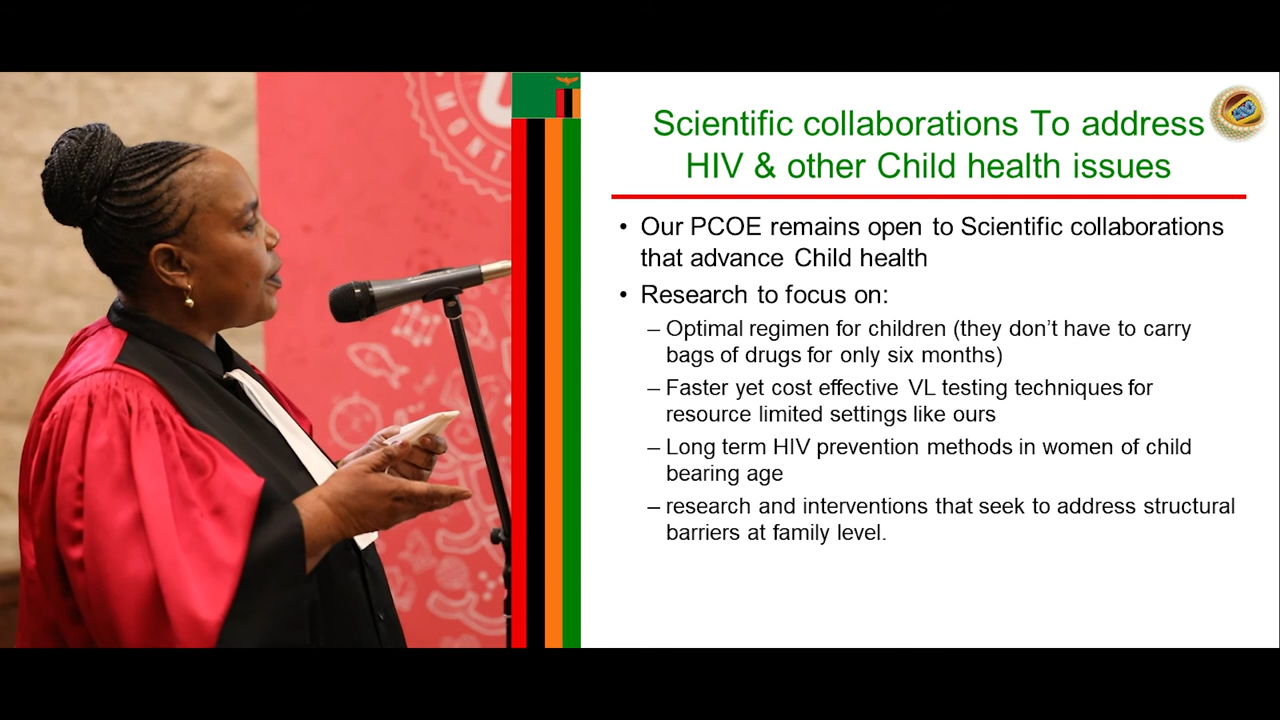 MONT
Scientific collaborations To address
HIV & other Child health issues
• Our PCOE remains open to Scientific collaborations
that advance Child health
• Research to focus on:
– Optimal regimen for children (they don’t have to carry
bags of drugs for only six months)
– Faster yet cost effective VL testing techniques for
resource limited settings like ours
– Long term HIV prevention methods in women of child
bearing age
– research and interventions that seek to address structural
barriers at family level.